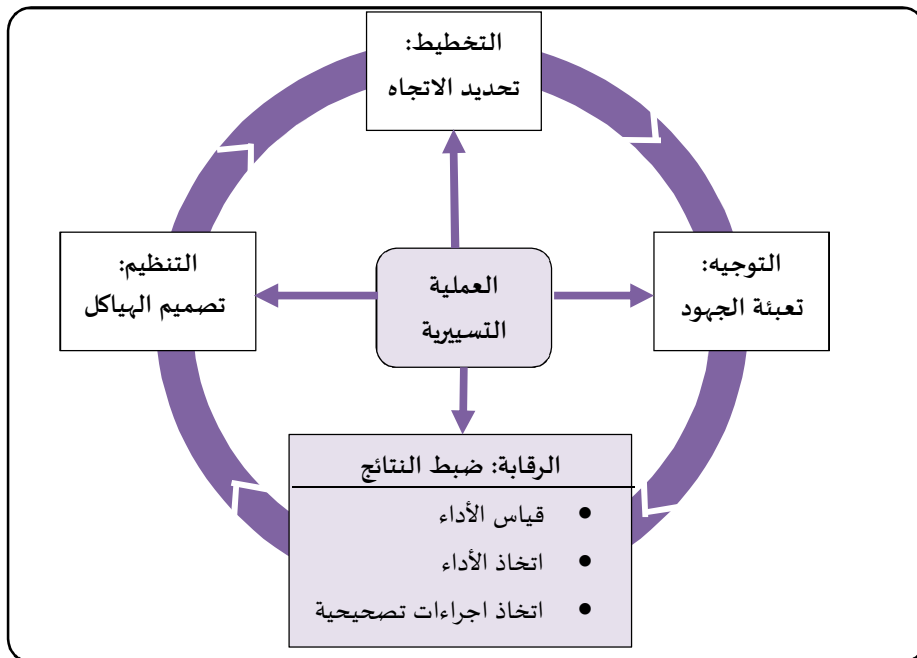 التخطيط:
تحديد الاتجاه
التوجيه:
تعبئة الجهود
العملية
التسييرية
التنظيم:
تصميم الهياكل
الرقابة: ضبط النتائج
● قياس الأداء
● اتخاذ الأداء
● اتخاذ اجراءات تصحيحية